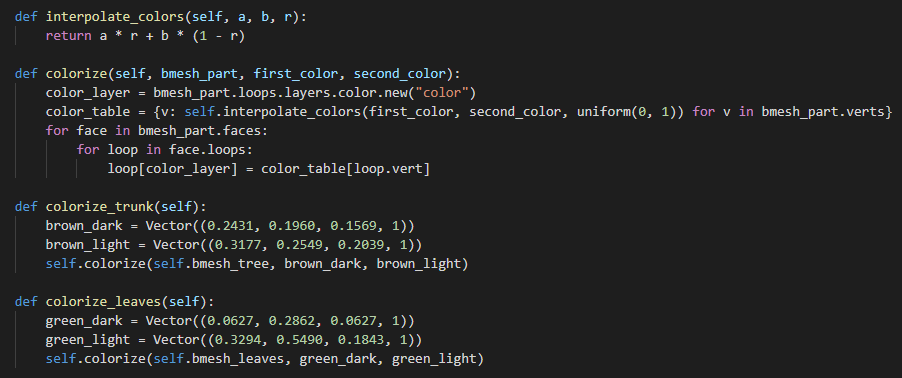 def interpolate_colors(self, a, b, r):
    return a * r + b * (1 - r)

def colorize(self, bmesh_part, first_color, second_color):
    color_layer = bmesh_part.loops.layers.color.new("color")
    color_table = {v: self.interpolate_colors(first_color, second_color, uniform(0, 1)) for v in bmesh_part.verts}
    for face in bmesh_part.faces:
        for loop in face.loops:
            loop[color_layer] = color_table[loop.vert]

def colorize_trunk(self):
    brown_dark = Vector((0.2431, 0.1960, 0.1569, 1))
    brown_light = Vector((0.3177, 0.2549, 0.2039, 1))
    self.colorize(self.bmesh_tree, brown_dark, brown_light)

def colorize_leaves(self):
    green_dark = Vector((0.0627, 0.2862, 0.0627, 1))
    green_light = Vector((0.3294, 0.5490, 0.1843, 1))
    self.colorize(self.bmesh_leaves, green_dark, green_light)